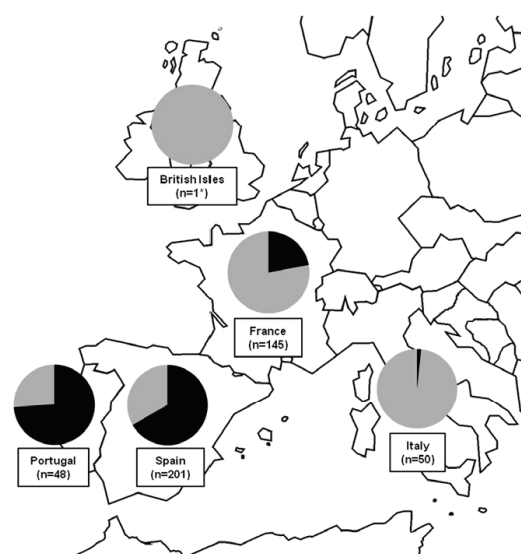 British Isles
(n=1*)
France
(n=145)
Portugal
(n=48)
Spain
(n=201)
Italy
(n=50)